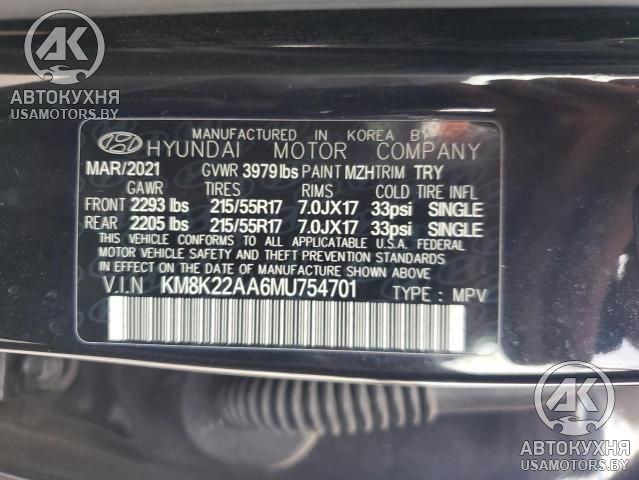 АК
АВТОКУХНЯ
USAMOTORS.BY
MANUFACTURED IN KOREA BY
HYUNDAI MOTOR COMPANY
MAR/2021 GVWR 3979 lbs PAINT MZH TRIM TRY
GAWR TIRES RIMS COLD TIRE INFL
FRONT 2293 lbs 215/55R17 7.0JX17 33psi SINGLE
REAR 2205 lbs 215/55R17 7.0JX17 33psi SINGLE
THIS VEHICLE CONFORMS TO ALL APPLICABLE U.S.A. FEDERAL
MOTOR VEHICLE SAFETY AND THEFT PREVENTION STANDARDS
IN EFFECT ON THE DATE OF MANUFACTURE SHOWN ABOVE.
V.I.N KM8K22AA6MU754701 TYPE : MPV
АК
АВТОКУХНЯ
USAMOTORS.BY